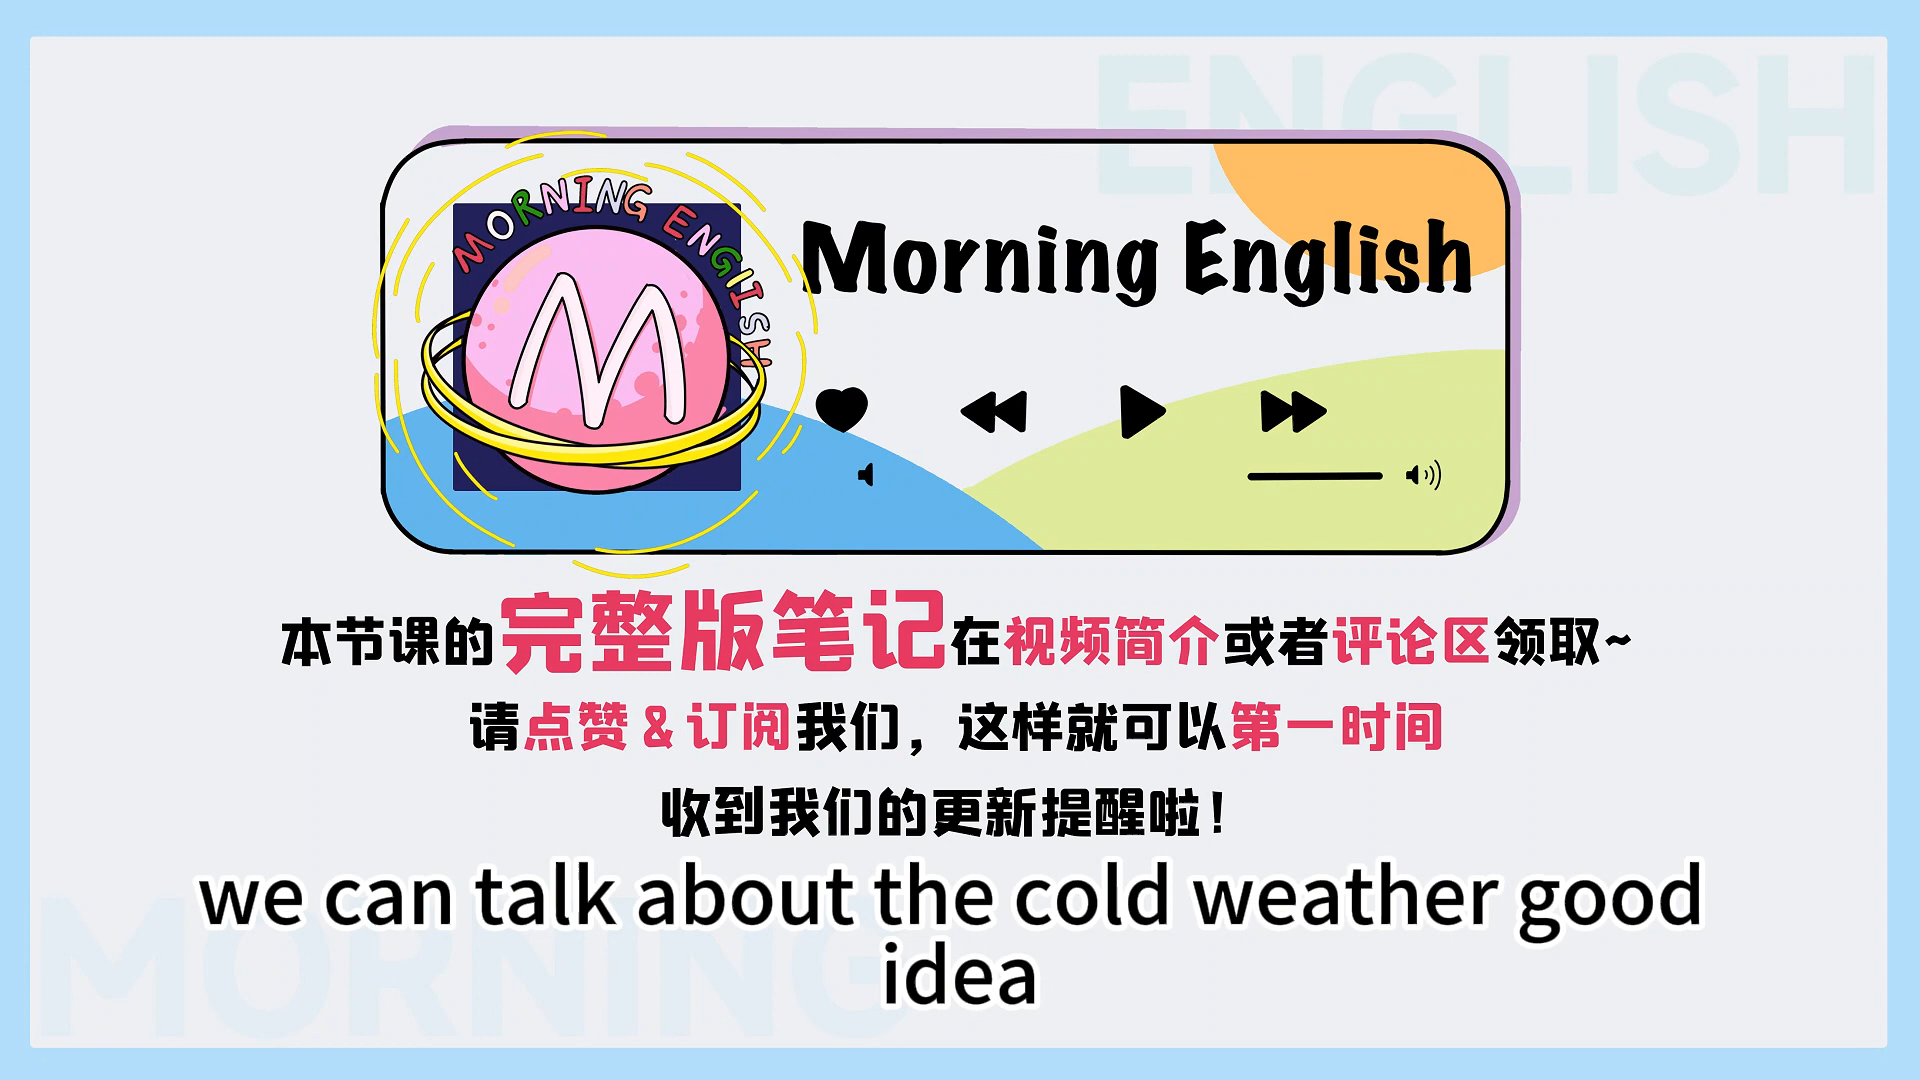 ENGLISH
MORNING ENGLISH
M
Morning English
本节课的完整版笔记在视频简介或者评论区领取~
请点赞&订阅我们，这样就可以第一时间
收到我们的更新提醒啦！
we can talk about the cold weather good
idea
MORNING